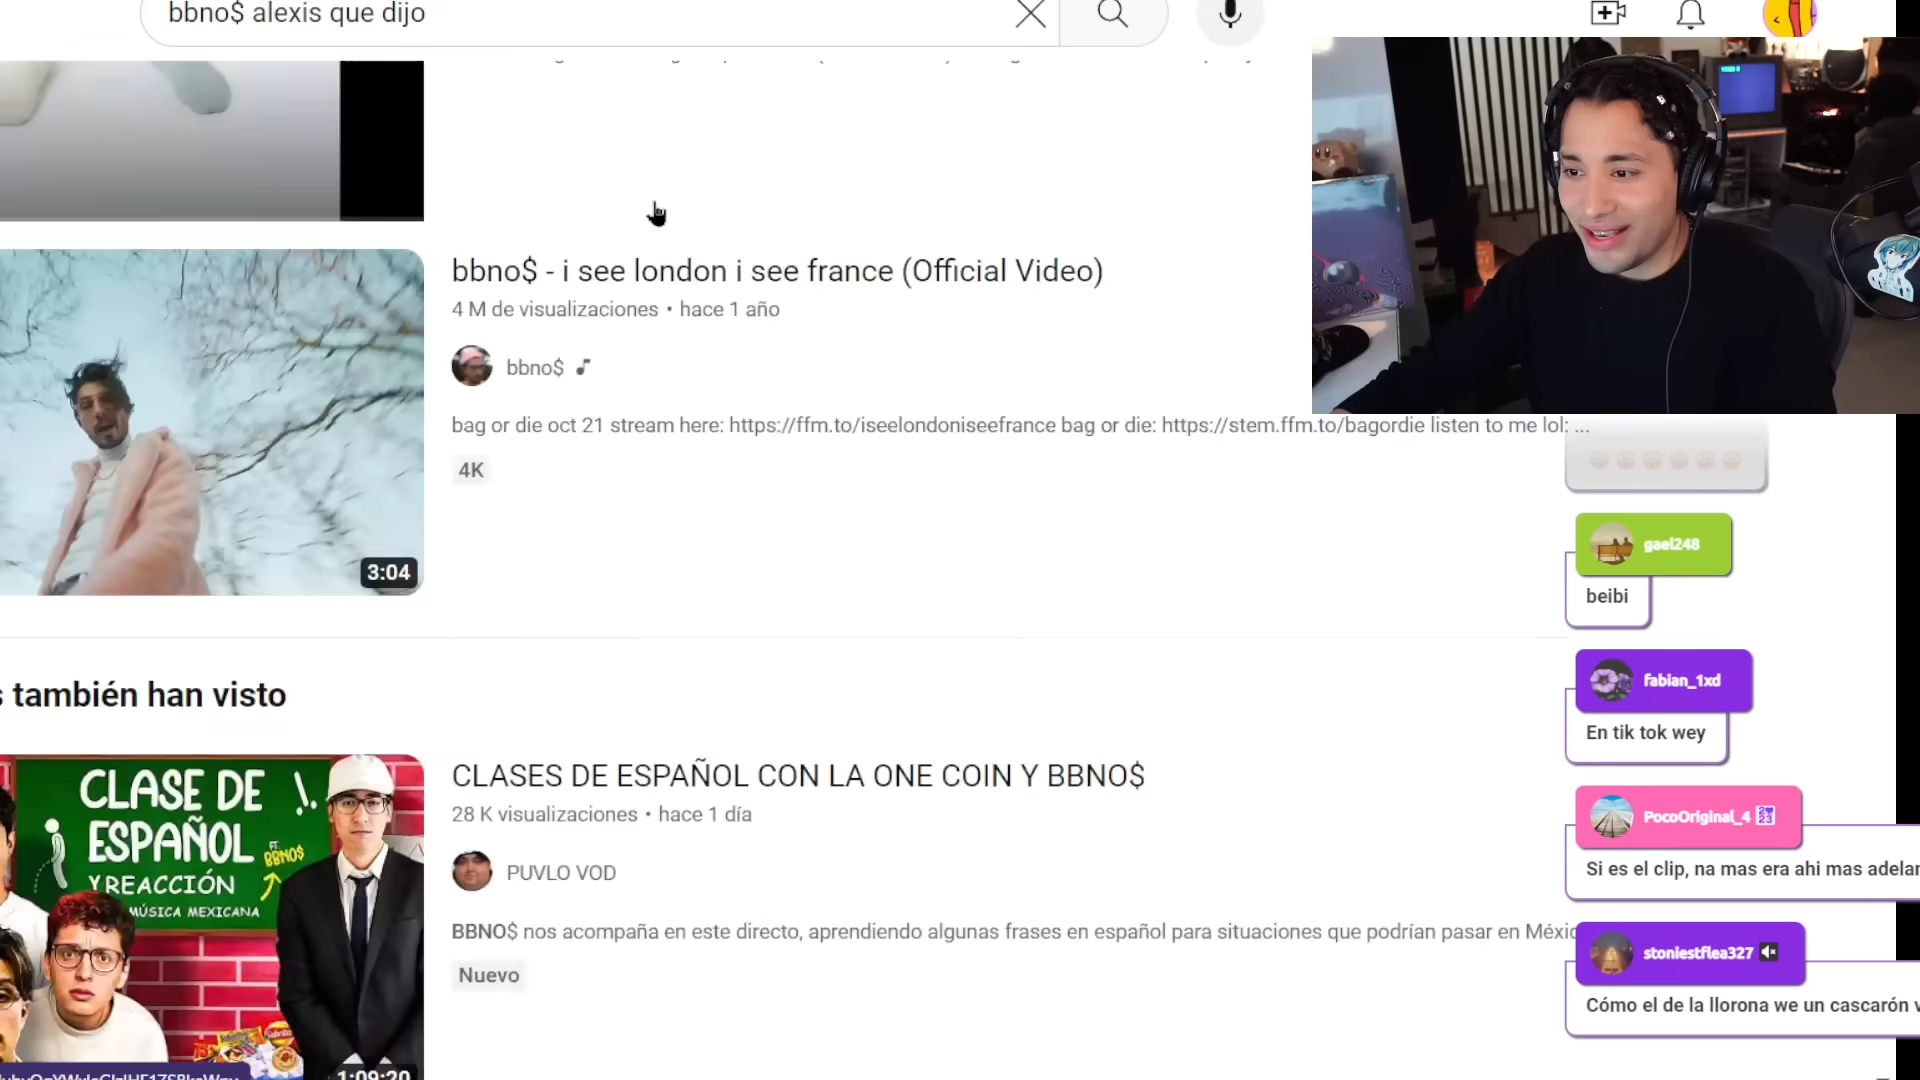 bbno$ alexis que dijo
bbno$ - i see london i see france (Official Video)
4 M de visualizaciones • hace 1 año
bbno$
bag or die oct 21 stream here: https://ffm.to/iseelondoniseefrance bag or die: https://stem.ffm.to/bagordie listen to me lol: ...
4K
3:04
también han visto
CLASES DE ESPAÑOL CON LA ONE COIN Y BBNO$
28 K visualizaciones • hace 1 día
PUVLO VOD
BBNO$ nos acompaña en este directo, aprendiendo algunas frases en español para situaciones que podrían pasar en
Nuevo
CLASE DE
ESPAÑOL
FT.
BBNO$
Y REACCIÓN
MÚSICA MEXICANA
1:09:20
gael248
beibi
fabian_1xd
En tik tok wey
PocoOriginal_4
Si es el clip, na mas era ahi mas
stoniestflea327
Cómo el de la llorona we un cascarón